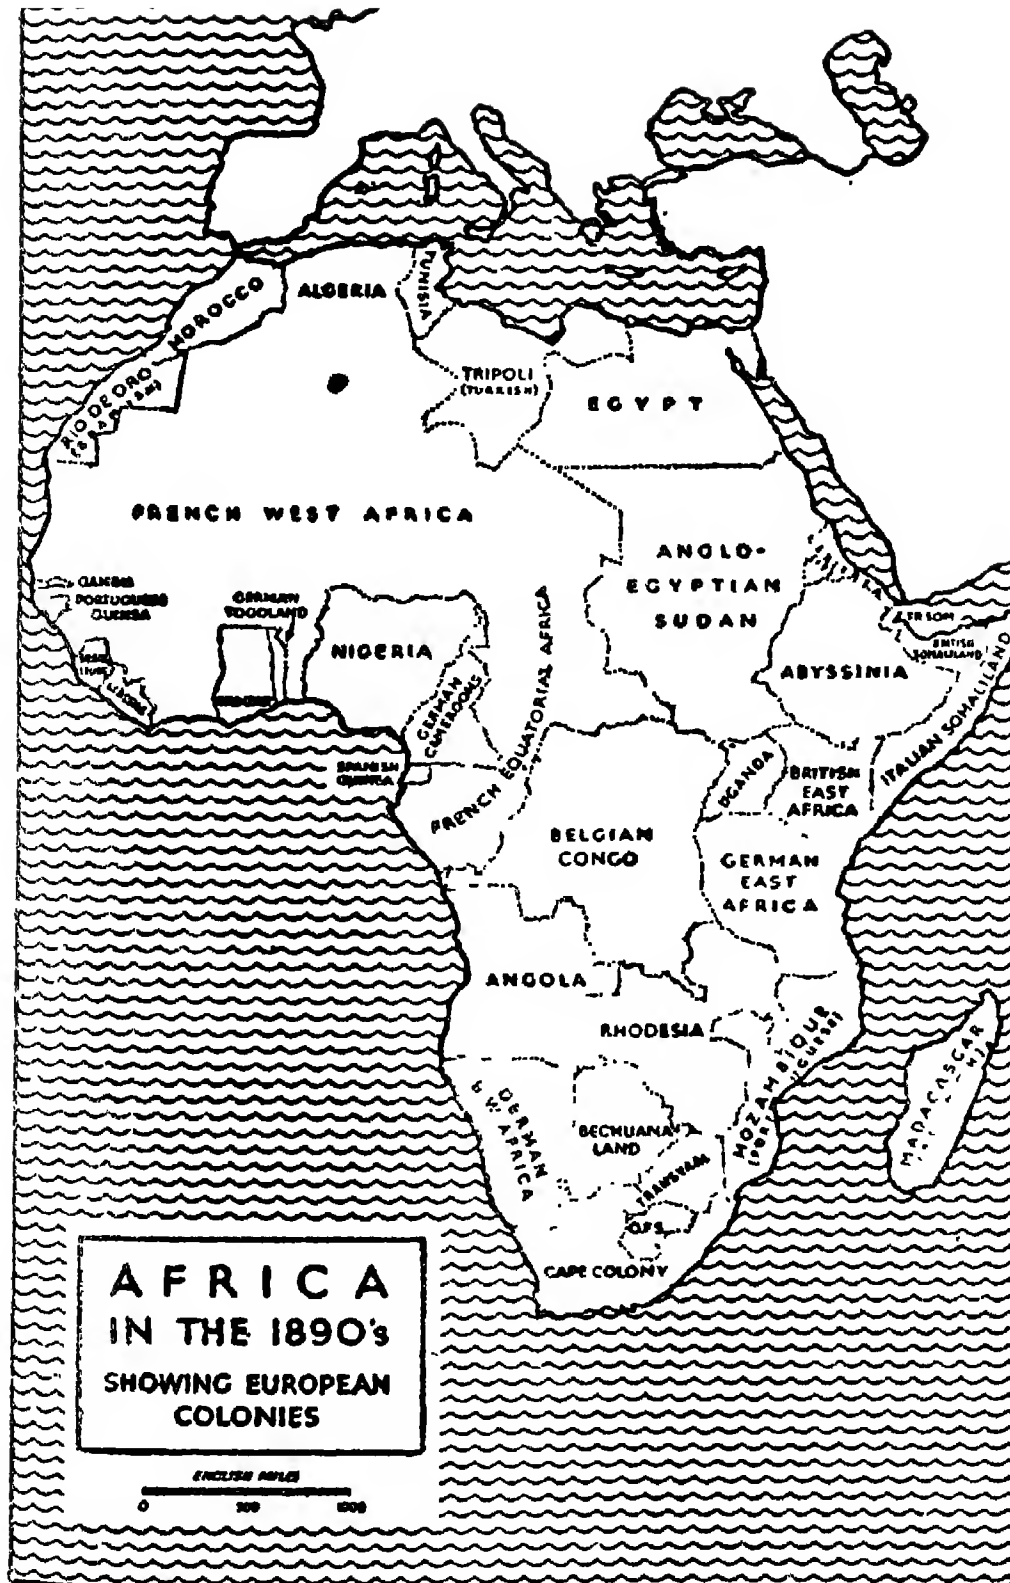 ALGERIA
TUNISIA
MOROCCO
TRIPOLI
(TURKISH)
EGYPT
RIO DE ORO
FRENCH WEST AFRICA
ANGLO-
EGYPTIAN
SUDAN
GAMBIA
PORTUGUESE
GUINEA
GERMAN
TOGOLAND
NIGERIA
GERMAN
CAMEROONS
FRENCH EQUATORIAL AFRICA
FR SOM
BRITISH
SOMALILAND
ABYSSINIA
ITALIAN SOMALILAND
LIBERIA
SPANISH
GUINEA
UGANDA
BRITISH
EAST
AFRICA
BELGIAN
CONGO
GERMAN
EAST
AFRICA
ANGOLA
RHODESIA
MOZAMBIQUE
MADAGASCAR
GERMAN
S W AFRICA
BECHUANA
LAND
TRANSVAAL
O.F.S.
CAPE COLONY
AFRICA
IN THE 1890's
SHOWING EUROPEAN
COLONIES
ENGLISH MILES
0